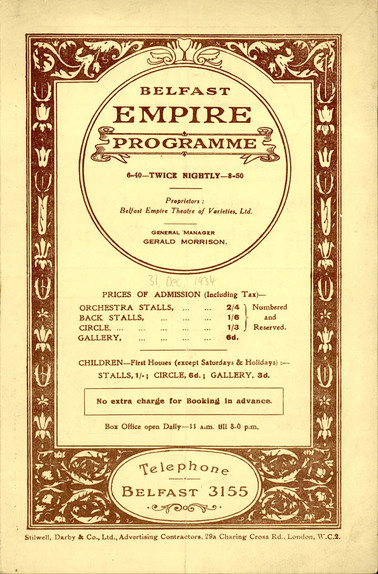 BELFAST
EMPIRE
PROGRAMME
6-40—TWICE NIGHTLY—8-50
Proprietors :
Belfast Empire Theatre of Varieties, Ltd.
GENERAL MANAGER
GERALD MORRISON.
31, Dec, 1934
PRICES OF ADMISSION (Including Tax)—
ORCHESTRA STALLS, ... ... 2/4 } Numbered
BACK STALLS, ... ... ... 1/6 } and
CIRCLE, ... ... ... ... ... 1/3 } Reserved.
GALLERY, ... ... ... ... 6d.
CHILDREN—First Houses (except Saturdays & Holidays) :—
STALLS, 1/- ; CIRCLE, 6d. ; GALLERY, 3d.
No extra charge for Booking in advance.
Box Office open Daily—11 a.m. till 8-0 p.m.
Telephone
BELFAST 3155
Stilwell, Darby & Co., Ltd., Advertising Contractors, 29a Charing Cross Rd., London, W.C.2.